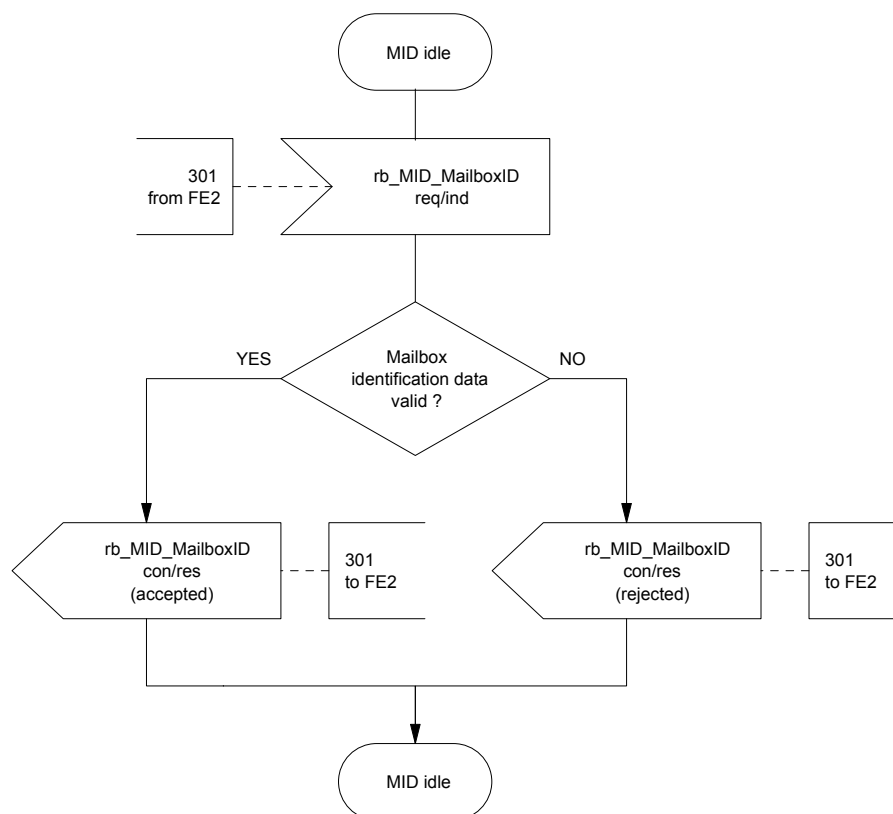 MID idle
301
from FE2
rb_MID_MailboxID
req/ind
YES
Mailbox
identification data
valid ?
NO
rb_MID_MailboxID
con/res
(accepted)
301
to FE2
rb_MID_MailboxID
con/res
(rejected)
301
to FE2
MID idle